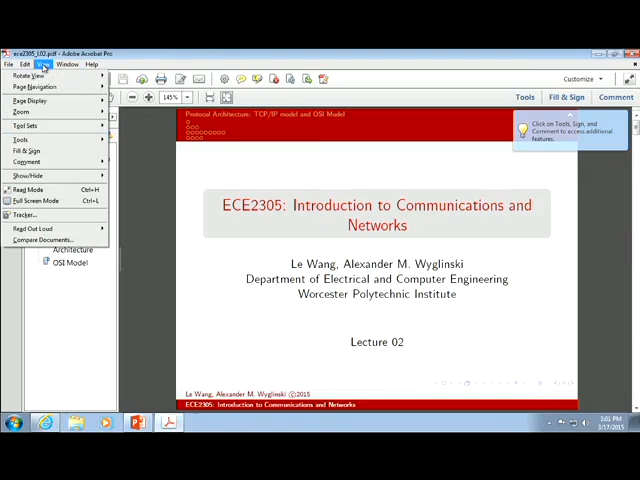 ece2305_L02.pdf - Adobe Acrobat Pro
File Edit View Window Help
145% Customize
Tools Fill & Sign Comment
Rotate View
Page Navigation
Page Display
Zoom
Tool Sets
Tools
Fill & Sign
Comment
Show/Hide
Read Mode Ctrl+H
Full Screen Mode Ctrl+L
Tracker...
Read Out Loud
Compare Documents...
Architecture
OSI Model
Protocol Architecture: TCP/IP model and OSI Model
Click on Tools, Sign, and
Comment to access additional
features.
ECE2305: Introduction to Communications and
Networks
Le Wang, Alexander M. Wyglinski
Department of Electrical and Computer Engineering
Worcester Polytechnic Institute
Lecture 02
Le Wang, Alexander M. Wyglinski ©2015
ECE2305: Introduction to Communications and Networks
3:01 PM
3/17/2015